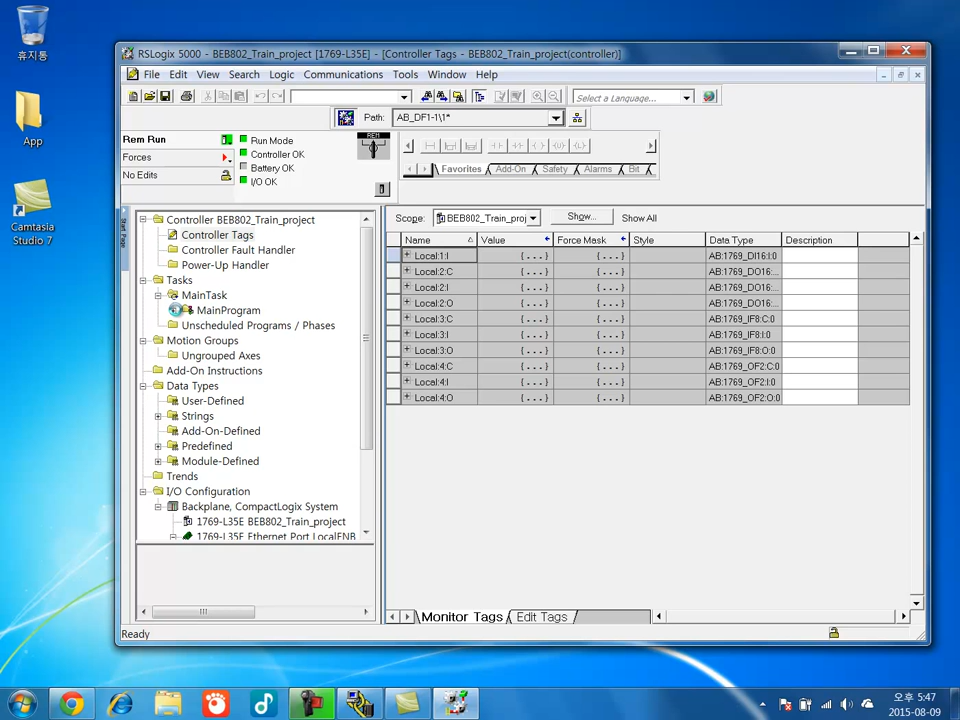 휴지통
App
Camtasia
Studio 7
RSLogix 5000 - BEB802_Train_project [1769-L35E] - [Controller Tags - BEB802_Train_project(controller)]
File Edit View Search Logic Communications Tools Window Help
Select a Language...
Path: AB_DF1-1\1*
Rem Run
Forces
No Edits
Run Mode
Controller OK
Battery OK
I/O OK
REM
Favorites Add-On Safety Alarms Bit
Start Page
Controller BEB802_Train_project
Controller Tags
Controller Fault Handler
Power-Up Handler
Tasks
MainTask
MainProgram
Unscheduled Programs / Phases
Motion Groups
Ungrouped Axes
Add-On Instructions
Data Types
User-Defined
Strings
Add-On-Defined
Predefined
Module-Defined
Trends
I/O Configuration
Backplane, CompactLogix System
1769-L35E BEB802_Train_project
1769-L35E Ethernet Port LocalENB
Scope: BEB802_Train_proj Show... Show All
Name Value Force Mask Style Data Type Description
Local:1:I {...} {...} AB:1769_DI16:I:0
Local:2:C {...} {...} AB:1769_DO16:...
Local:2:I {...} {...} AB:1769_DO16:...
Local:2:O {...} {...} AB:1769_DO16:...
Local:3:C {...} {...} AB:1769_IF8:C:0
Local:3:I {...} {...} AB:1769_IF8:I:0
Local:3:O {...} {...} AB:1769_IF8:O:0
Local:4:C {...} {...} AB:1769_OF2:C:0
Local:4:I {...} {...} AB:1769_OF2:I:0
Local:4:O {...} {...} AB:1769_OF2:O:0
Monitor Tags Edit Tags
Ready
오후 5:47
2015-08-09